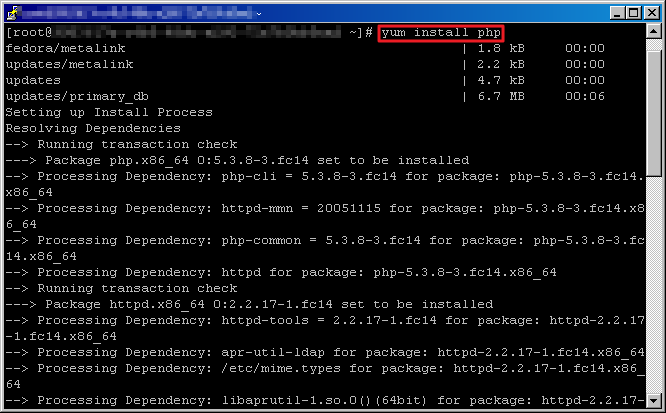 [root@ ~]# yum install php
fedora/metalink | 1.8 kB 00:00
updates/metalink | 2.2 kB 00:00
updates | 4.7 kB 00:00
updates/primary_db | 6.7 MB 00:06
Setting up Install Process
Resolving Dependencies
--> Running transaction check
---> Package php.x86_64 0:5.3.8-3.fc14 set to be installed
--> Processing Dependency: php-cli = 5.3.8-3.fc14 for package: php-5.3.8-3.fc14.
x86_64
--> Processing Dependency: httpd-mmn = 20051115 for package: php-5.3.8-3.fc14.x8
6_64
--> Processing Dependency: php-common = 5.3.8-3.fc14 for package: php-5.3.8-3.fc
14.x86_64
--> Processing Dependency: httpd for package: php-5.3.8-3.fc14.x86_64
--> Running transaction check
---> Package httpd.x86_64 0:2.2.17-1.fc14 set to be installed
--> Processing Dependency: httpd-tools = 2.2.17-1.fc14 for package: httpd-2.2.17
-1.fc14.x86_64
--> Processing Dependency: apr-util-ldap for package: httpd-2.2.17-1.fc14.x86_64
--> Processing Dependency: /etc/mime.types for package: httpd-2.2.17-1.fc14.x86_
64
--> Processing Dependency: libaprutil-1.so.0()(64bit) for package: httpd-2.2.17-